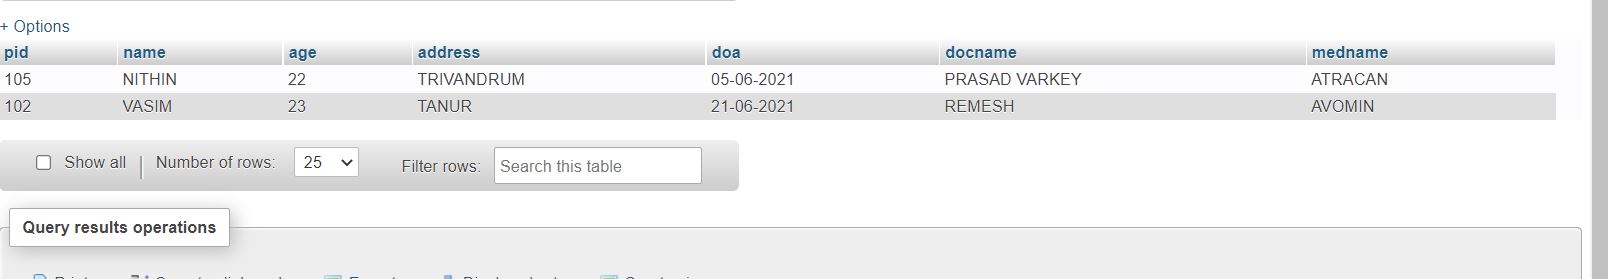 + Options
pid name age address doa docname medname
105 NITHIN 22 TRIVANDRUM 05-06-2021 PRASAD VARKEY ATRACAN
102 VASIM 23 TANUR 21-06-2021 REMESH AVOMIN
Show all Number of rows: 25 Filter rows: Search this table
Query results operations